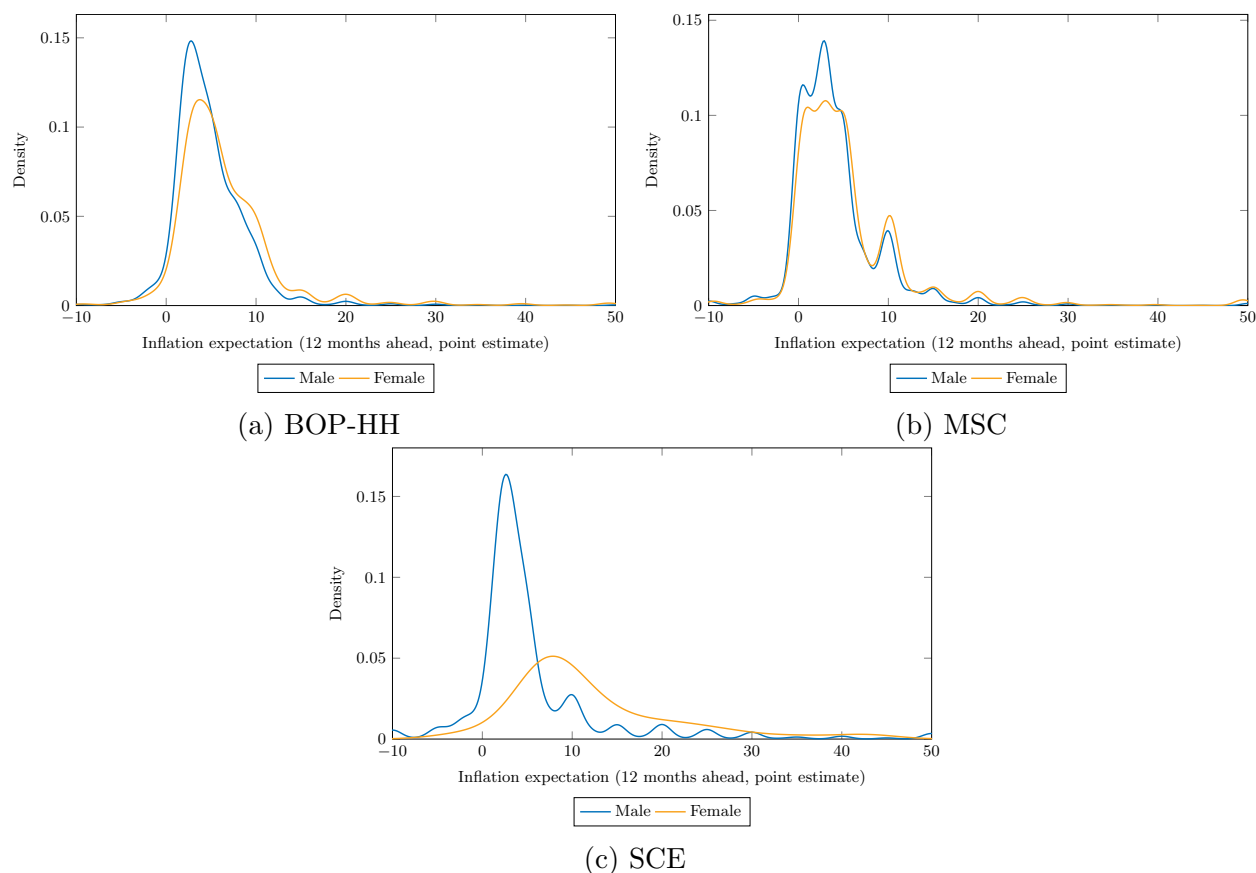 0.15
0.1
0.05
0
Density
−10 0 10 20 30 40 50
Inflation expectation (12 months ahead, point estimate)
Male Female
(a) BOP-HH
0.15
0.1
0.05
0
Density
−10 0 10 20 30 40 50
Inflation expectation (12 months ahead, point estimate)
Male Female
(b) MSC
0.15
0.1
0.05
0
Density
−10 0 10 20 30 40 50
Inflation expectation (12 months ahead, point estimate)
Male Female
(c) SCE